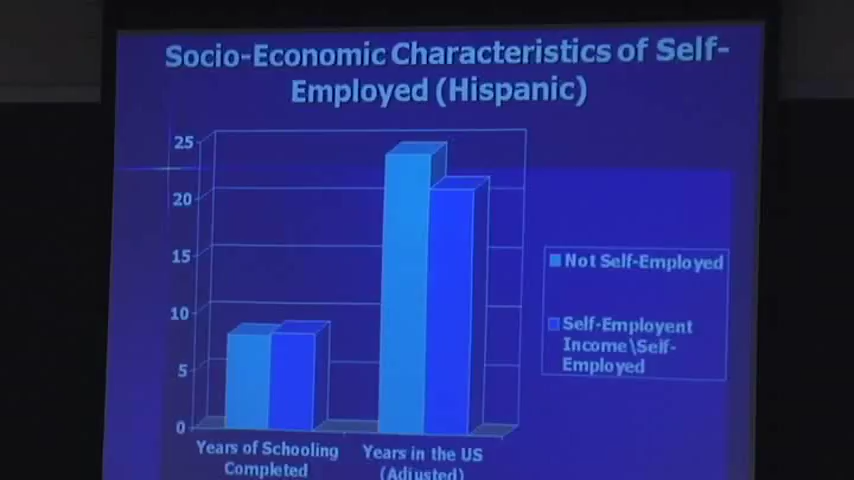 Socio-Economic Characteristics of Self-
Employed (Hispanic)
25
20
15
10
5
0
Years of Schooling
Completed
Years in the US
(Adjusted)
Not Self-Employed
Self-Employent
Income\Self-
Employed